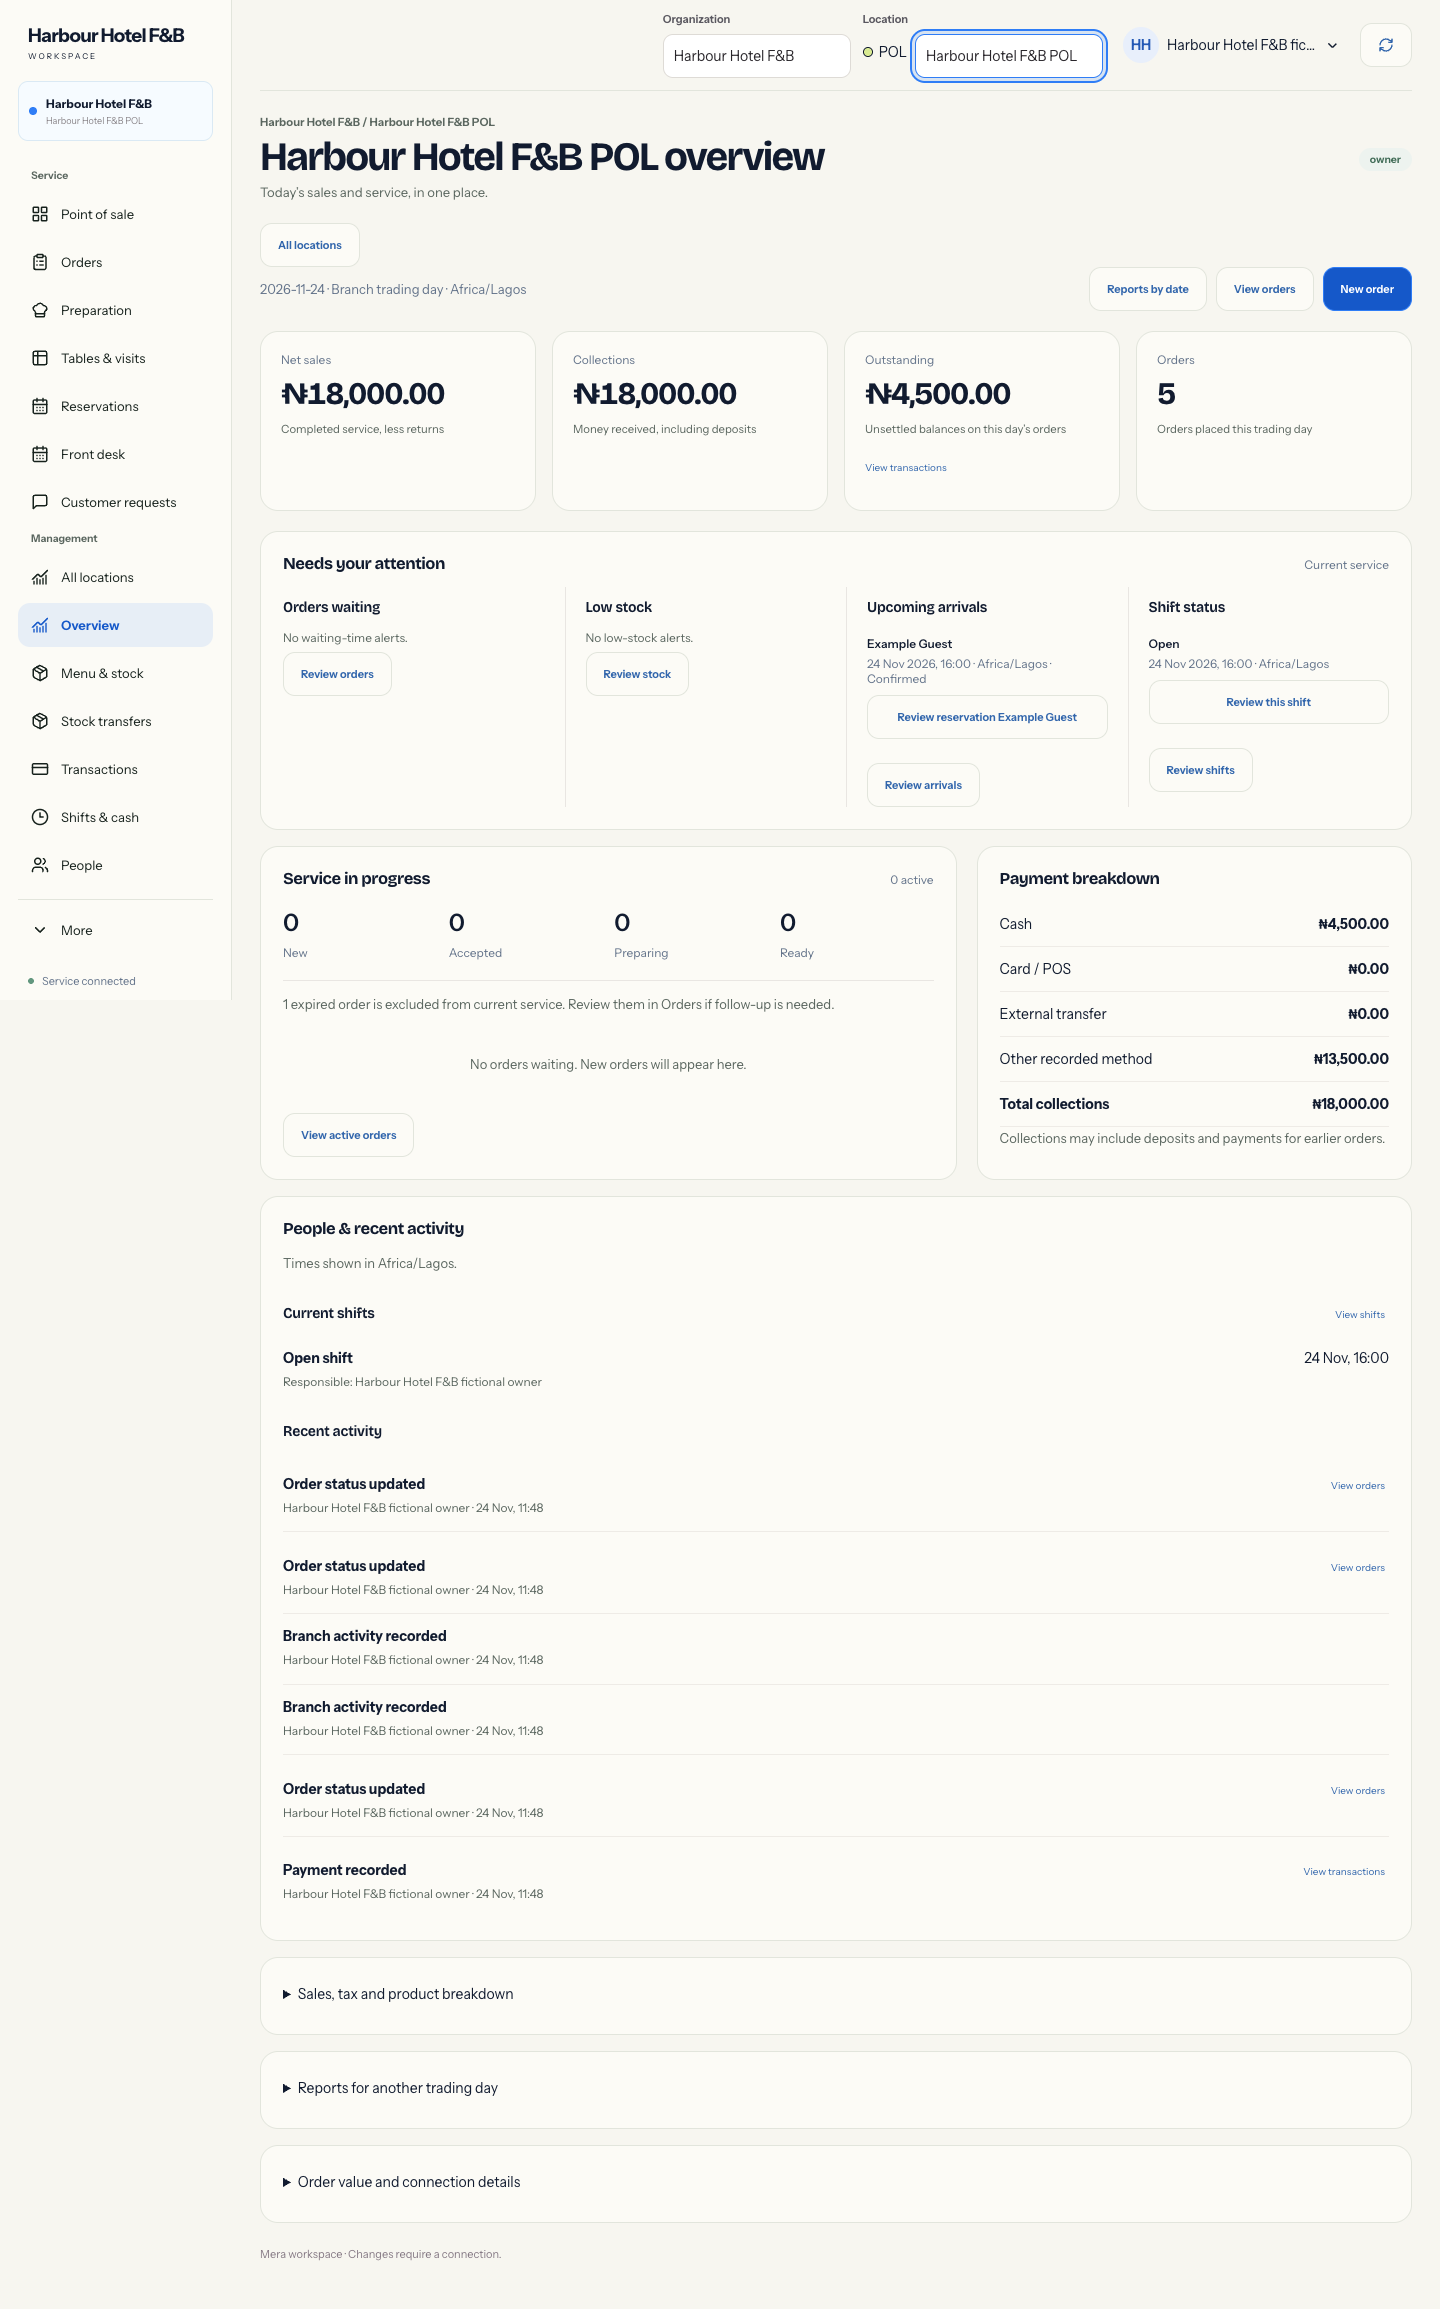 Harbour Hotel F&B
WORKSPACE
Harbour Hotel F&B
Harbour Hotel F&B POL
Service
Point of sale
Orders
Preparation
Tables & visits
Reservations
Front desk
Customer requests
Management
All locations
Overview
Menu & stock
Stock transfers
Transactions
Shifts & cash
People
More
Service connected
Organization
Harbour Hotel F&B
Location
POL
Harbour Hotel F&B POL
HH
Harbour Hotel F&B fic...
Harbour Hotel F&B / Harbour Hotel F&B POL
Harbour Hotel F&B POL overview
owner
Today's sales and service, in one place.
All locations
2026-11-24 · Branch trading day · Africa/Lagos
Reports by date
View orders
New order
Net sales
₦18,000.00
Completed service, less returns
Collections
₦18,000.00
Money received, including deposits
Outstanding
₦4,500.00
Unsettled balances on this day's orders
View transactions
Orders
5
Orders placed this trading day
Needs your attention
Current service
Orders waiting
No waiting-time alerts.
Review orders
Low stock
No low-stock alerts.
Review stock
Upcoming arrivals
Example Guest
24 Nov 2026, 16:00 · Africa/Lagos ·
Confirmed
Review reservation Example Guest
Review arrivals
Shift status
Open
24 Nov 2026, 16:00 · Africa/Lagos
Review this shift
Review shifts
Service in progress
0 active
0
New
0
Accepted
0
Preparing
0
Ready
1 expired order is excluded from current service. Review them in Orders if follow-up is needed.
No orders waiting. New orders will appear here.
View active orders
Payment breakdown
Cash ₦4,500.00
Card / POS ₦0.00
External transfer ₦0.00
Other recorded method ₦13,500.00
Total collections ₦18,000.00
Collections may include deposits and payments for earlier orders.
People & recent activity
Times shown in Africa/Lagos.
Current shifts
View shifts
Open shift
24 Nov, 16:00
Responsible: Harbour Hotel F&B fictional owner
Recent activity
Order status updated
View orders
Harbour Hotel F&B fictional owner · 24 Nov, 11:48
Order status updated
View orders
Harbour Hotel F&B fictional owner · 24 Nov, 11:48
Branch activity recorded
Harbour Hotel F&B fictional owner · 24 Nov, 11:48
Branch activity recorded
Harbour Hotel F&B fictional owner · 24 Nov, 11:48
Order status updated
View orders
Harbour Hotel F&B fictional owner · 24 Nov, 11:48
Payment recorded
View transactions
Harbour Hotel F&B fictional owner · 24 Nov, 11:48
Sales, tax and product breakdown
Reports for another trading day
Order value and connection details
Mera workspace · Changes require a connection.